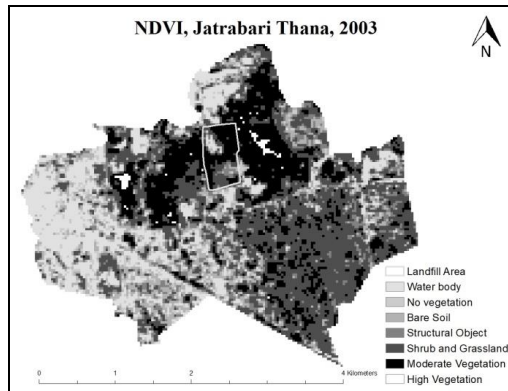 NDVI, Jatrabari Thana, 2003
N
Landfill Area
Water body
No vegetation
Bare Soil
Structural Object
Shrub and Grassland
Moderate Vegetation
High Vegetation
0 1 2 4 Kilometers